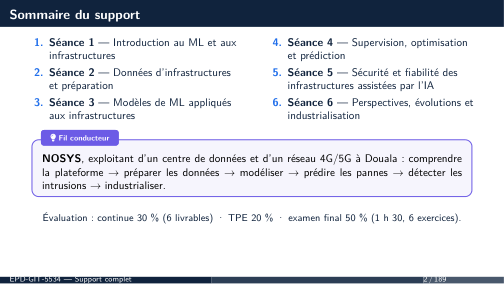 Sommaire du support
1. Séance 1 — Introduction au ML et aux
infrastructures
2. Séance 2 — Données d'infrastructures
et préparation
3. Séance 3 — Modèles de ML appliqués
aux infrastructures
4. Séance 4 — Supervision, optimisation
et prédiction
5. Séance 5 — Sécurité et fiabilité des
infrastructures assistées par l'IA
6. Séance 6 — Perspectives, évolutions et
industrialisation
Fil conducteur
NOSYS, exploitant d'un centre de données et d'un réseau 4G/5G à Douala : comprendre
la plateforme → préparer les données → modéliser → prédire les pannes → détecter les
intrusions → industrialiser.
Évaluation : continue 30 % (6 livrables) · TPE 20 % · examen final 50 % (1 h 30, 6 exercices).
EPD-GIT-5534 — Support complet
2 / 189